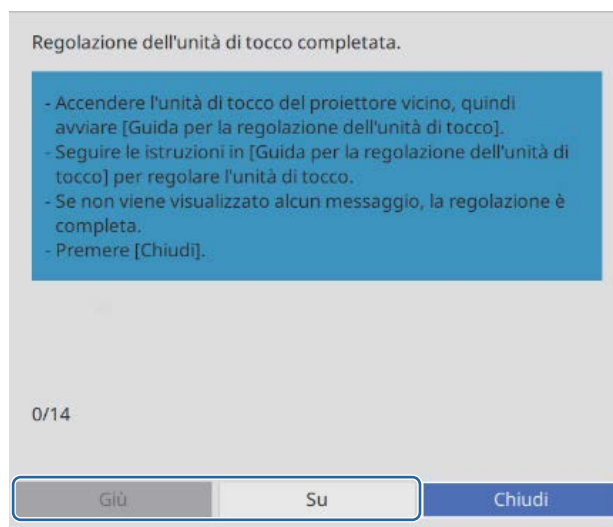 Regolazione dell'unità di tocco completata.
- Accendere l'unità di tocco del proiettore vicino, quindi
avviare [Guida per la regolazione dell'unità di tocco].
- Seguire le istruzioni in [Guida per la regolazione dell'unità di
tocco] per regolare l'unità di tocco.
- Se non viene visualizzato alcun messaggio, la regolazione è
completa.
- Premere [Chiudi].
0/14
Giù Su Chiudi